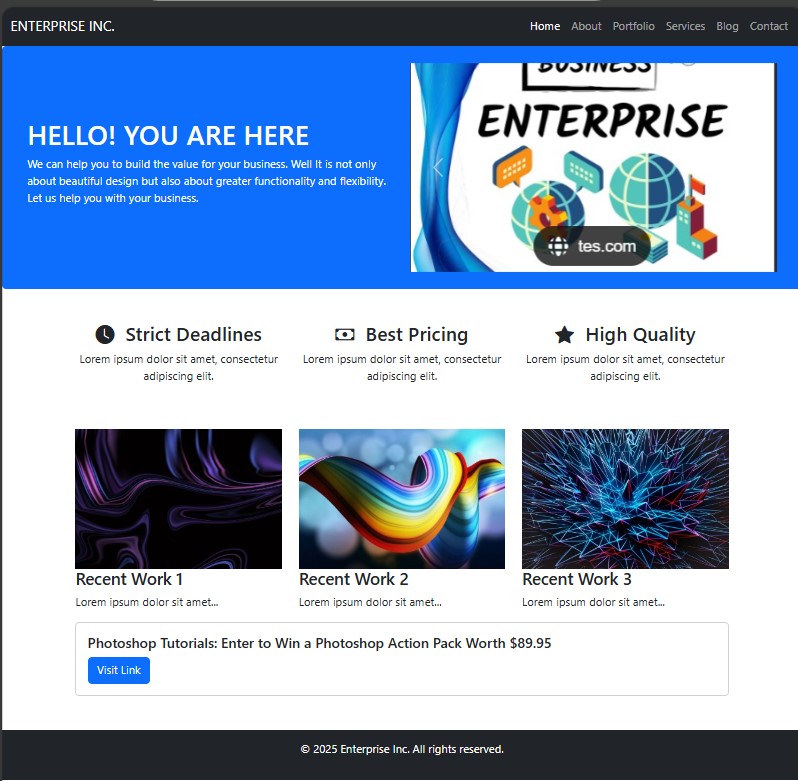 ENTERPRISE INC.
Home About Portfolio Services Blog Contact
HELLO! YOU ARE HERE
We can help you to build the value for your business. Well It is not only
about beautiful design but also about greater functionality and flexibility.
Let us help you with your business.
BUSINESS
ENTERPRISE
tes.com
Strict Deadlines
Lorem ipsum dolor sit amet, consectetur
adipiscing elit.
Best Pricing
Lorem ipsum dolor sit amet, consectetur
adipiscing elit.
High Quality
Lorem ipsum dolor sit amet, consectetur
adipiscing elit.
Recent Work 1
Lorem ipsum dolor sit amet...
Recent Work 2
Lorem ipsum dolor sit amet...
Recent Work 3
Lorem ipsum dolor sit amet...
Photoshop Tutorials: Enter to Win a Photoshop Action Pack Worth $89.95
Visit Link
© 2025 Enterprise Inc. All rights reserved.